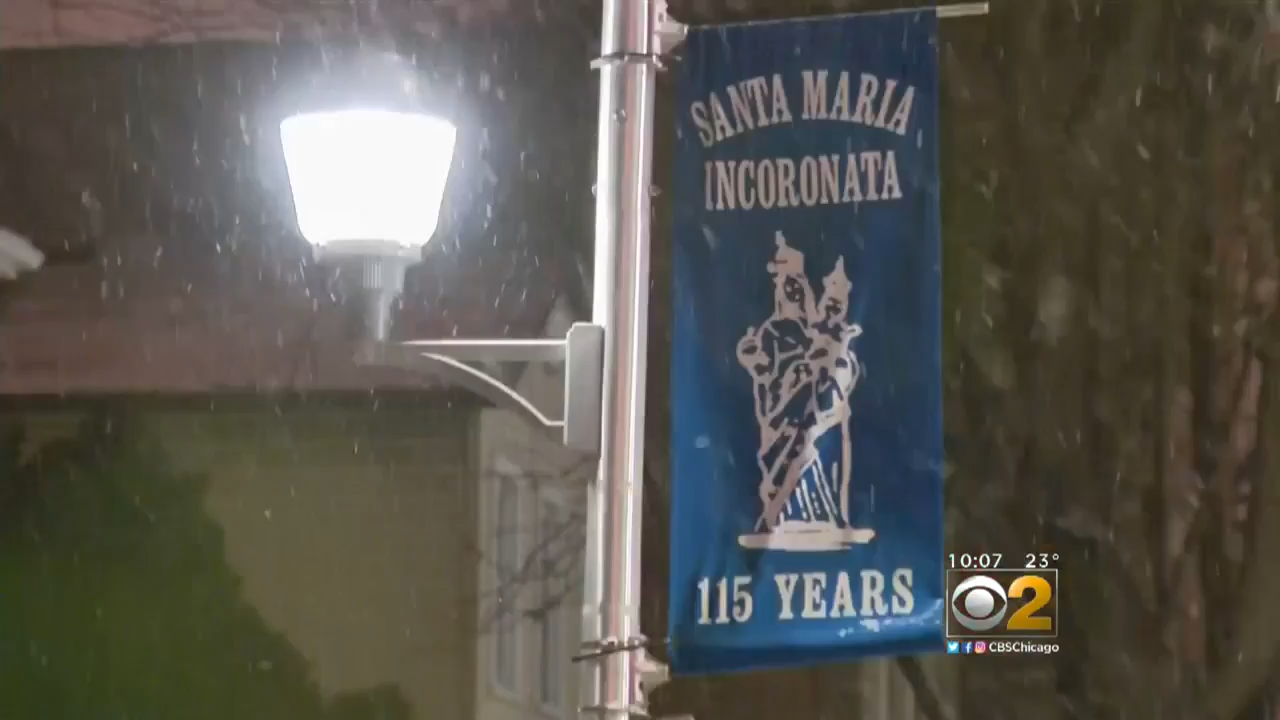 SANTA MARIA
INCORONATA
115 YEARS
10:07 23°
2
CBSChicago